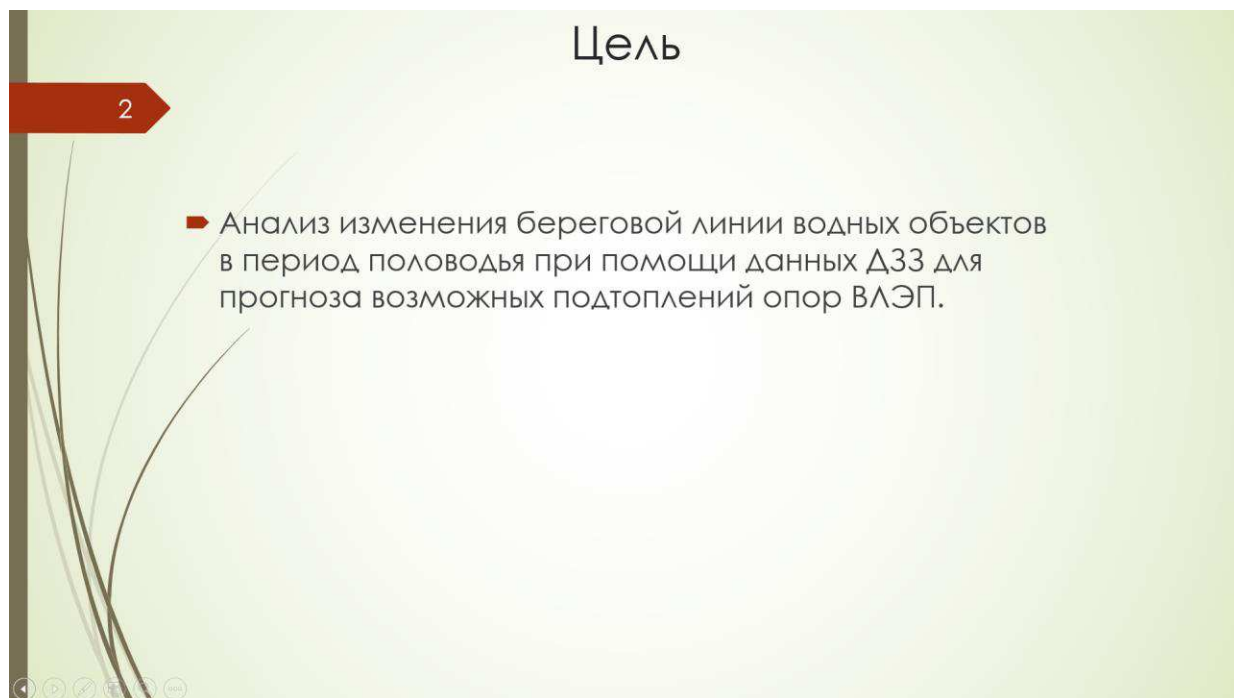 Цель
2
Анализ изменения береговой линии водных объектов
в период половодья при помощи данных ДЗЗ для
прогноза возможных подтоплений опор ВЛЭП.